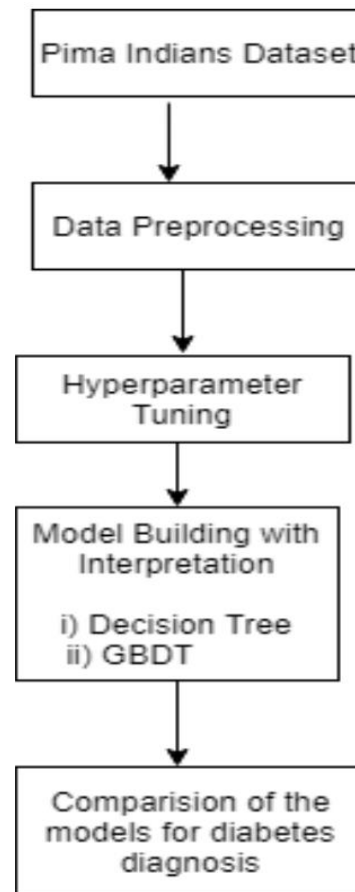 Pima Indians Dataset
Data Preprocessing
Hyperparameter
Tuning
Model Building with
Interpretation
i) Decision Tree
ii) GBDT
Comparision of the
models for diabetes
diagnosis